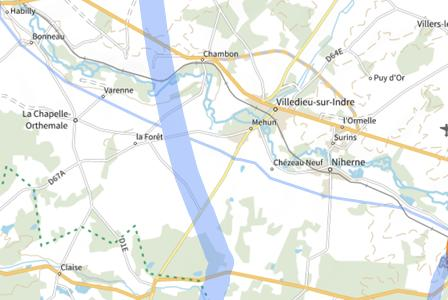 Habilly
Bonneau
Villers-l
Chambon
D64E
Puy d'Or
Varenne
Villedieu-sur-Indre
La Chapelle
Orthemale
Mehun
l'Ormelle
la Forêt
Surins
Chézeau Neuf
Niherne
D67A
D1E
Claise